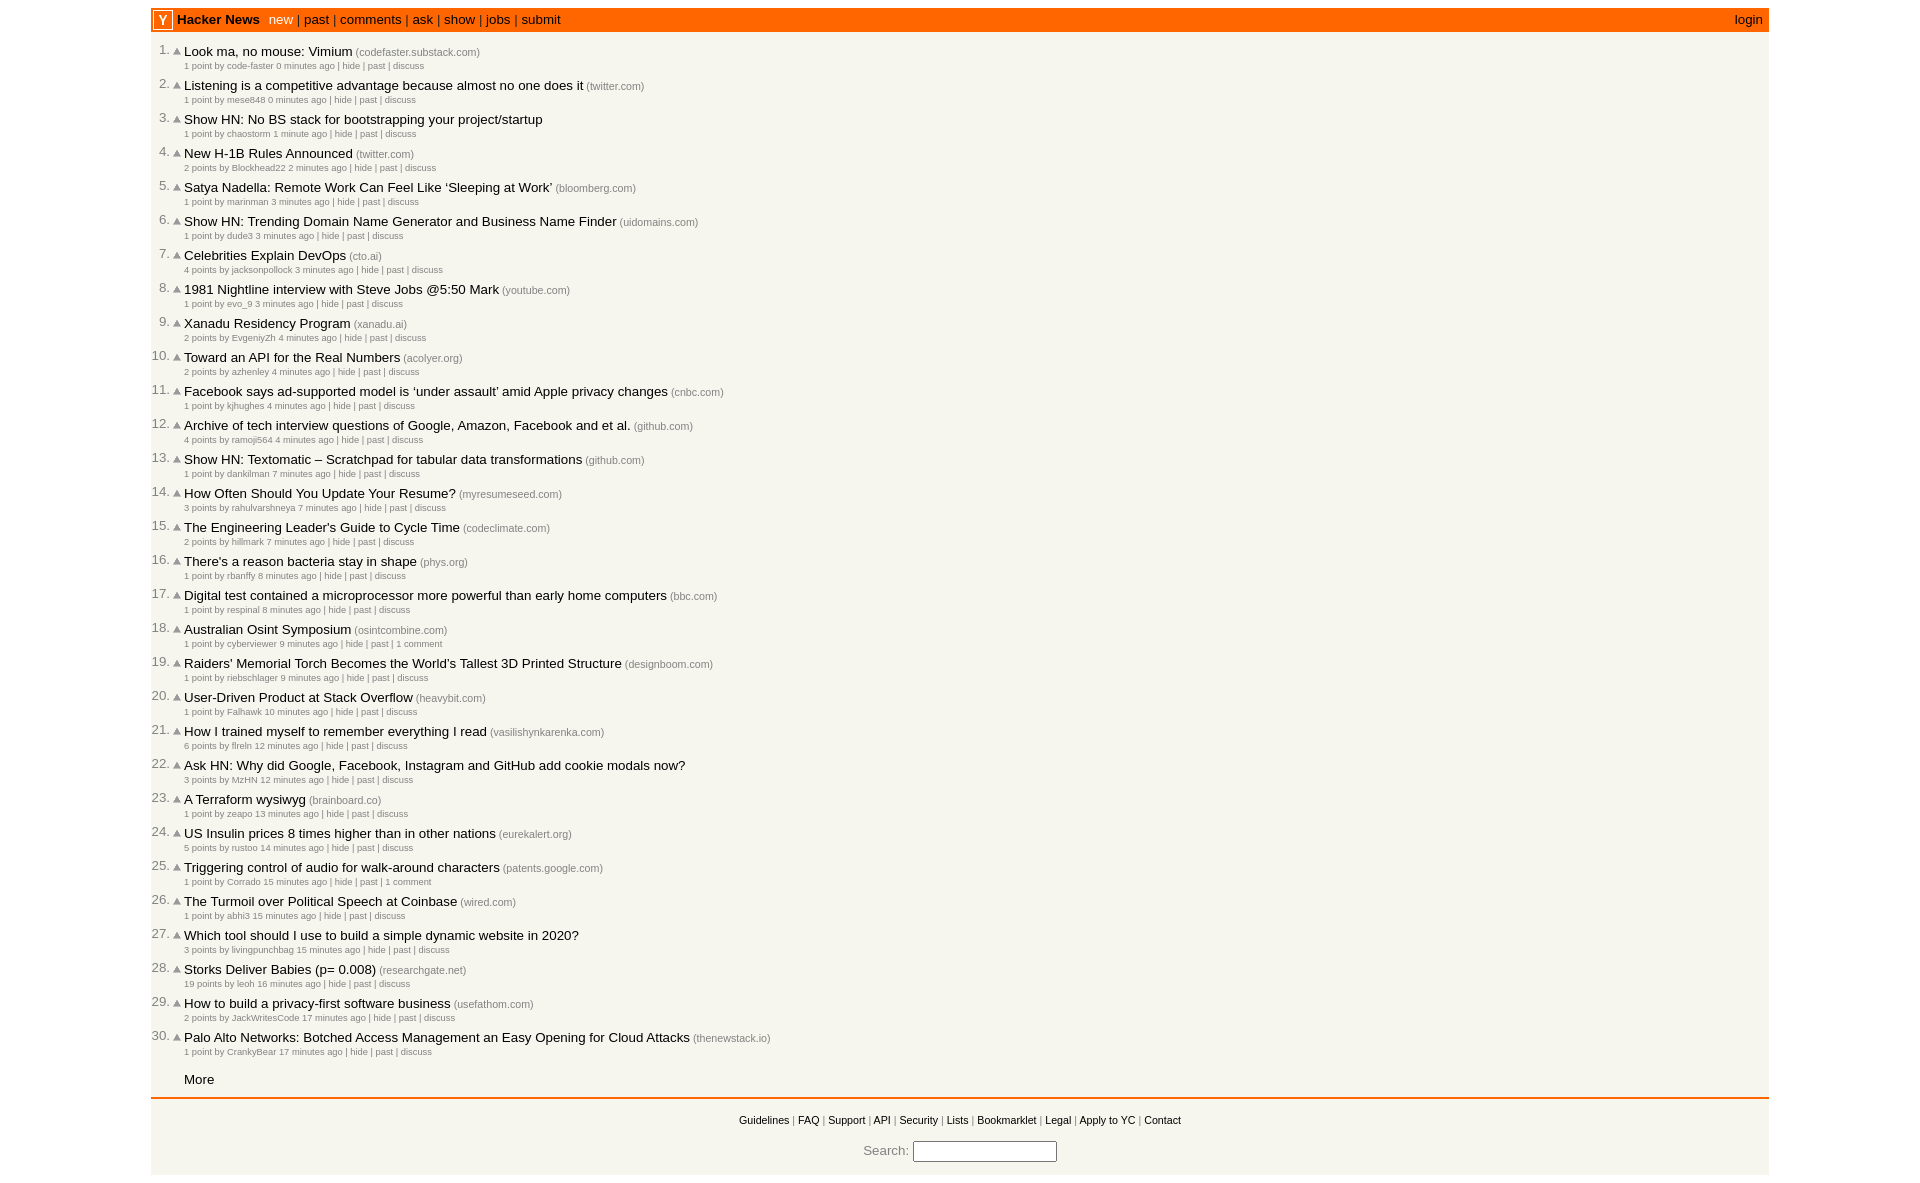 Y Hacker News new | past | comments | ask | show | jobs | submit login
1. Look ma, no mouse: Vimium (codefaster.substack.com)
1 point by code-faster 0 minutes ago | hide | past | discuss
2. Listening is a competitive advantage because almost no one does it (twitter.com)
1 point by mese848 0 minutes ago | hide | past | discuss
3. Show HN: No BS stack for bootstrapping your project/startup
1 point by chaostorm 1 minute ago | hide | past | discuss
4. New H-1B Rules Announced (twitter.com)
2 points by Blockhead22 2 minutes ago | hide | past | discuss
5. Satya Nadella: Remote Work Can Feel Like ‘Sleeping at Work’ (bloomberg.com)
1 point by marinman 3 minutes ago | hide | past | discuss
6. Show HN: Trending Domain Name Generator and Business Name Finder (uidomains.com)
1 point by dude3 3 minutes ago | hide | past | discuss
7. Celebrities Explain DevOps (cto.ai)
4 points by jacksonpollock 3 minutes ago | hide | past | discuss
8. 1981 Nightline interview with Steve Jobs @5:50 Mark (youtube.com)
1 point by evo_9 3 minutes ago | hide | past | discuss
9. Xanadu Residency Program (xanadu.ai)
2 points by EvgeniyZh 4 minutes ago | hide | past | discuss
10. Toward an API for the Real Numbers (acolyer.org)
2 points by azhenley 4 minutes ago | hide | past | discuss
11. Facebook says ad-supported model is ‘under assault’ amid Apple privacy changes (cnbc.com)
1 point by kjhughes 4 minutes ago | hide | past | discuss
12. Archive of tech interview questions of Google, Amazon, Facebook and et al. (github.com)
4 points by ramoji564 4 minutes ago | hide | past | discuss
13. Show HN: Textomatic – Scratchpad for tabular data transformations (github.com)
1 point by dankilman 7 minutes ago | hide | past | discuss
14. How Often Should You Update Your Resume? (myresumeseed.com)
3 points by rahulvarshneya 7 minutes ago | hide | past | discuss
15. The Engineering Leader's Guide to Cycle Time (codeclimate.com)
2 points by hillmark 7 minutes ago | hide | past | discuss
16. There's a reason bacteria stay in shape (phys.org)
1 point by rbanffy 8 minutes ago | hide | past | discuss
17. Digital test contained a microprocessor more powerful than early home computers (bbc.com)
1 point by respinal 8 minutes ago | hide | past | discuss
18. Australian Osint Symposium (osintcombine.com)
1 point by cyberviewer 9 minutes ago | hide | past | 1 comment
19. Raiders' Memorial Torch Becomes the World's Tallest 3D Printed Structure (designboom.com)
1 point by riebschlager 9 minutes ago | hide | past | discuss
20. User-Driven Product at Stack Overflow (heavybit.com)
1 point by Falhawk 10 minutes ago | hide | past | discuss
21. How I trained myself to remember everything I read (vasilishynkarenka.com)
6 points by flreln 12 minutes ago | hide | past | discuss
22. Ask HN: Why did Google, Facebook, Instagram and GitHub add cookie modals now?
3 points by MzHN 12 minutes ago | hide | past | discuss
23. A Terraform wysiwyg (brainboard.co)
1 point by zeapo 13 minutes ago | hide | past | discuss
24. US Insulin prices 8 times higher than in other nations (eurekalert.org)
5 points by rustoo 14 minutes ago | hide | past | discuss
25. Triggering control of audio for walk-around characters (patents.google.com)
1 point by Corrado 15 minutes ago | hide | past | 1 comment
26. The Turmoil over Political Speech at Coinbase (wired.com)
1 point by abhi3 15 minutes ago | hide | past | discuss
27. Which tool should I use to build a simple dynamic website in 2020?
3 points by livingpunchbag 15 minutes ago | hide | past | discuss
28. Storks Deliver Babies (p= 0.008) (researchgate.net)
19 points by leoh 16 minutes ago | hide | past | discuss
29. How to build a privacy-first software business (usefathom.com)
2 points by JackWritesCode 17 minutes ago | hide | past | discuss
30. Palo Alto Networks: Botched Access Management an Easy Opening for Cloud Attacks (thenewstack.io)
1 point by CrankyBear 17 minutes ago | hide | past | discuss
More
Guidelines | FAQ | Support | API | Security | Lists | Bookmarklet | Legal | Apply to YC | Contact
Search: